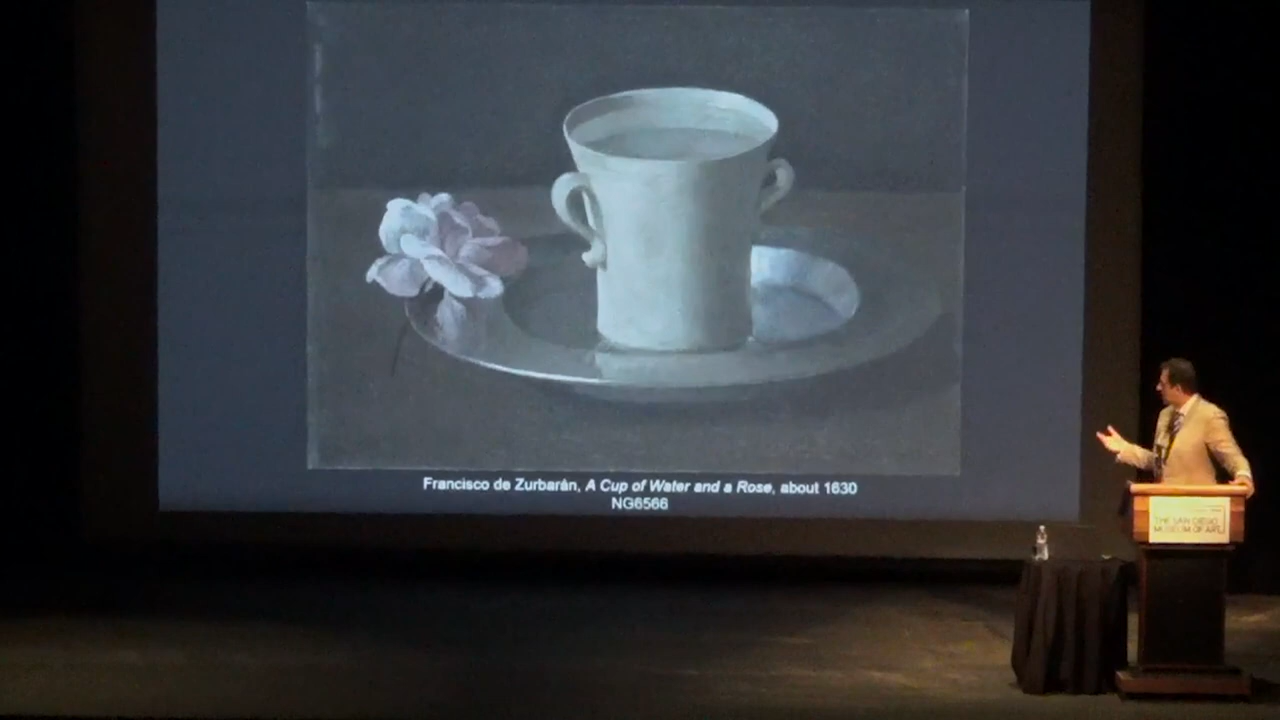 Francisco de Zurbarán, A Cup of Water and a Rose, about 1630
NG6566
THE SAN DIEGO
MUSEUM OF ART